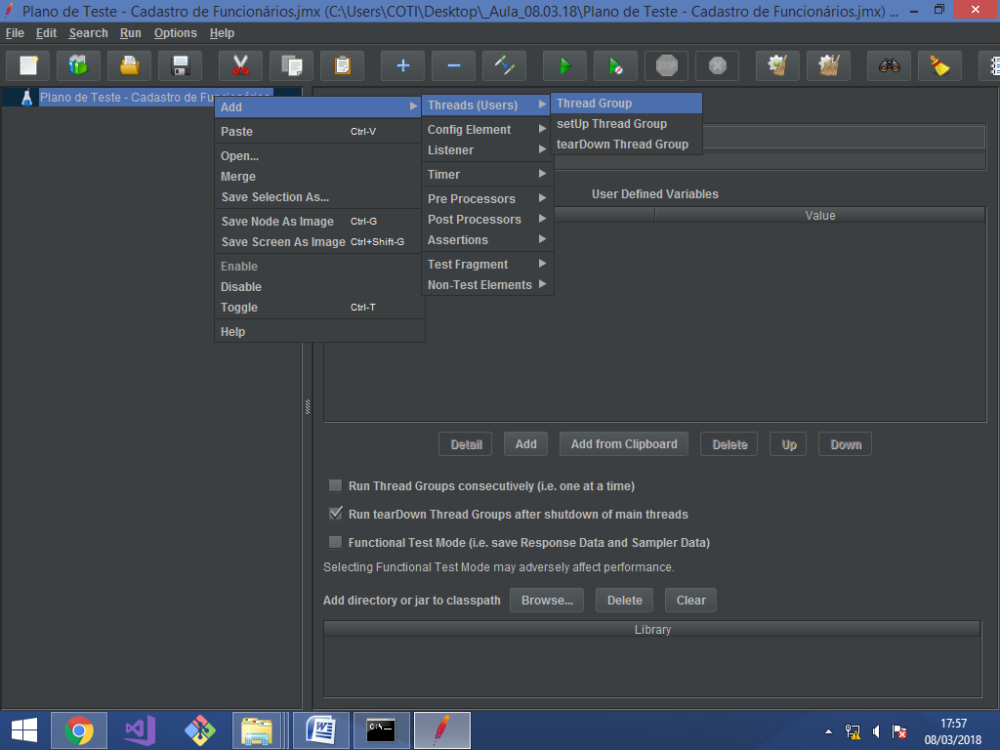 Plano de Teste - Cadastro de Funcionários.jmx (C:\Users\COTI\Desktop\_Aula_08.03.18\Plano de Teste - Cadastro de Funcionários.jmx) ...
File Edit Search Run Options Help
STOP
Plano de Teste - Cadastro de Funcionários
Add
Paste Ctrl-V
Open...
Merge
Save Selection As...
Save Node As Image Ctrl-G
Save Screen As Image Ctrl+Shift-G
Enable
Disable
Toggle Ctrl-T
Help
Threads (Users)
Config Element
Listener
Timer
Pre Processors
Post Processors
Assertions
Test Fragment
Non-Test Elements
Thread Group
setUp Thread Group
tearDown Thread Group
User Defined Variables
Value
Detail Add Add from Clipboard Delete Up Down
Run Thread Groups consecutively (i.e. one at a time)
Run tearDown Thread Groups after shutdown of main threads
Functional Test Mode (i.e. save Response Data and Sampler Data)
Selecting Functional Test Mode may adversely affect performance.
Add directory or jar to classpath Browse... Delete Clear
Library
17:57
08/03/2018